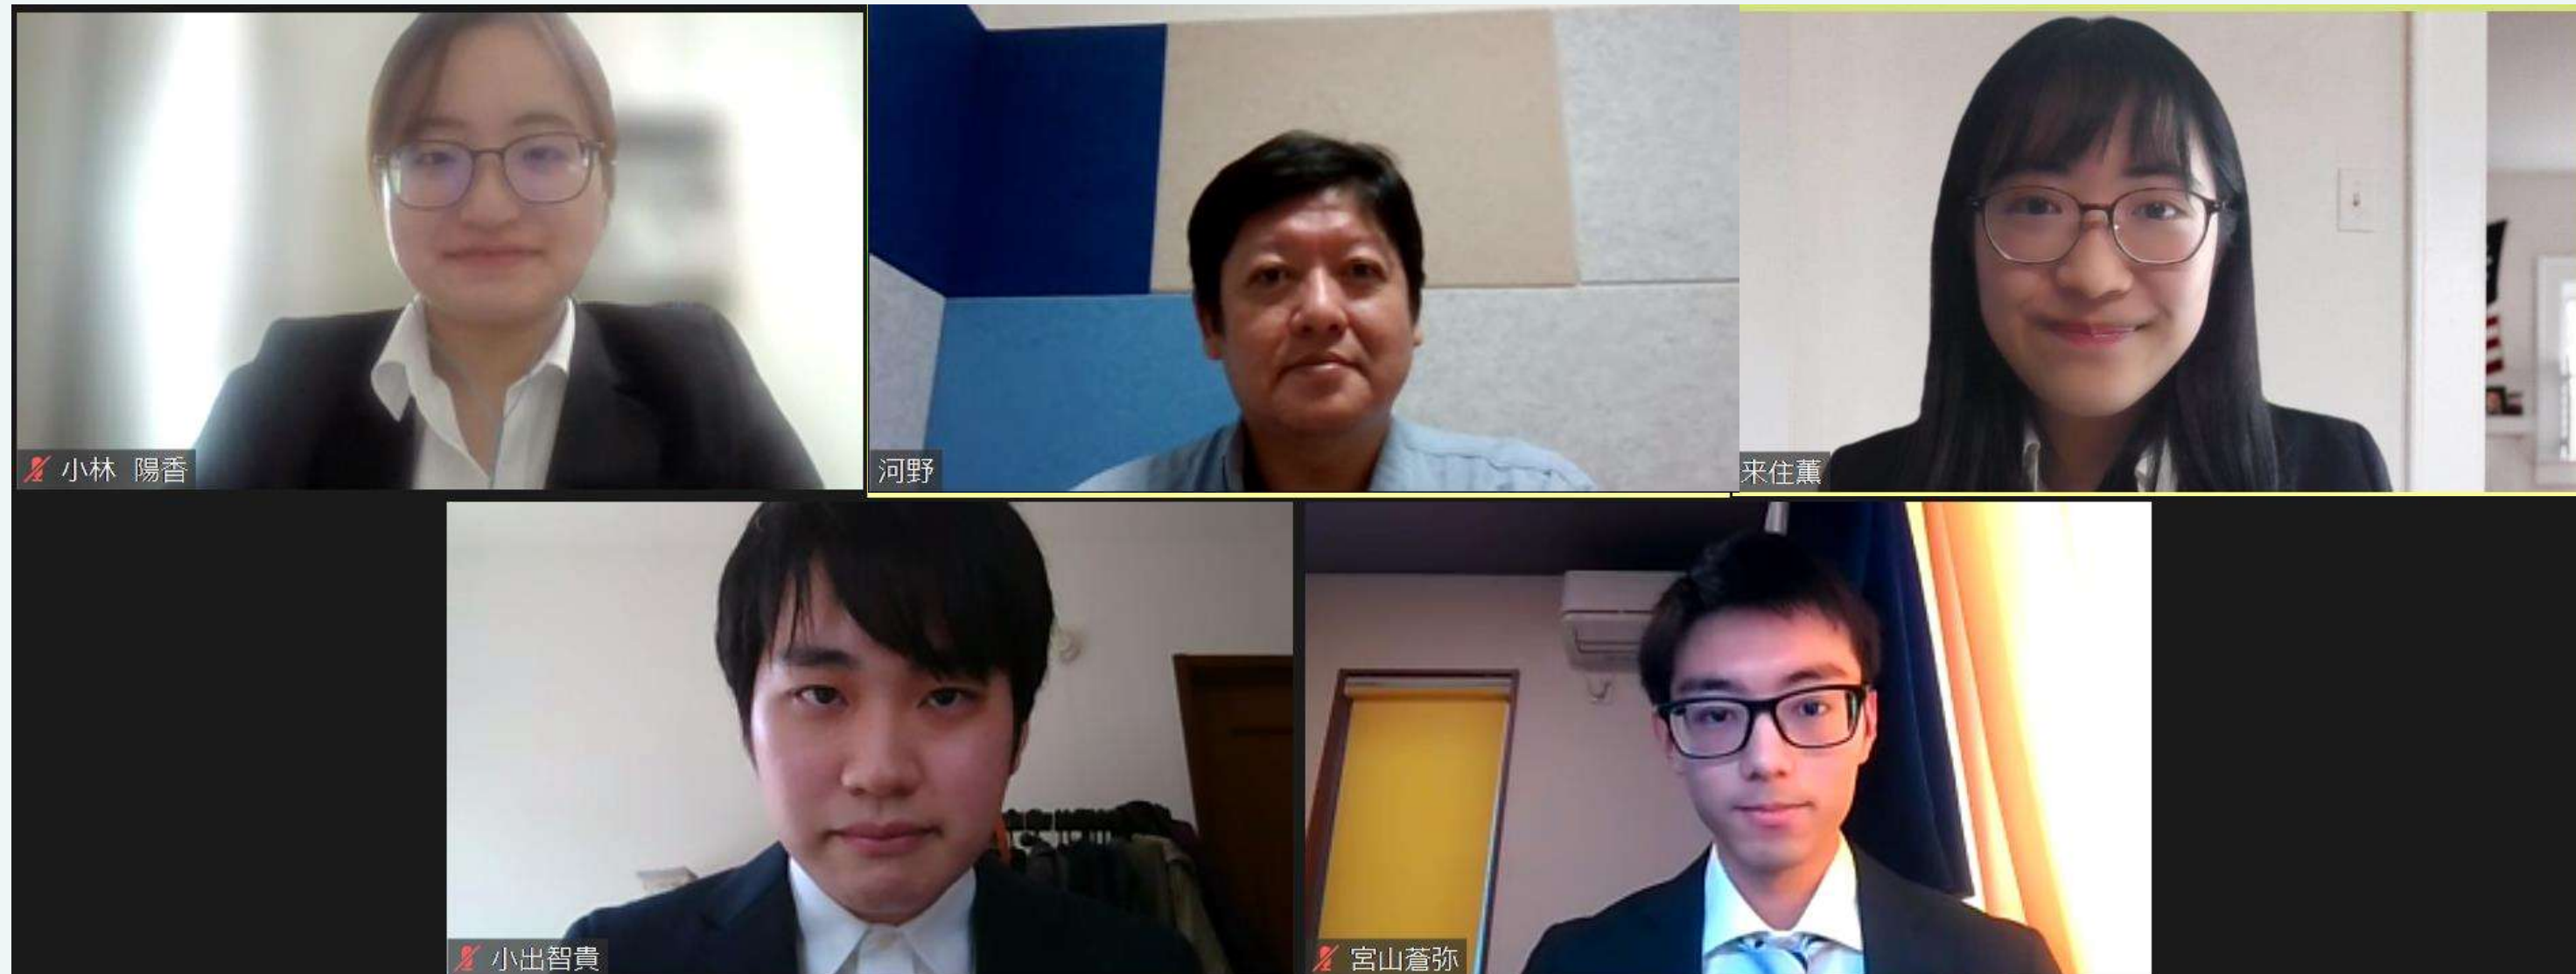 小林 陽香
河野
来住薫
小出智貴
宮山蒼弥